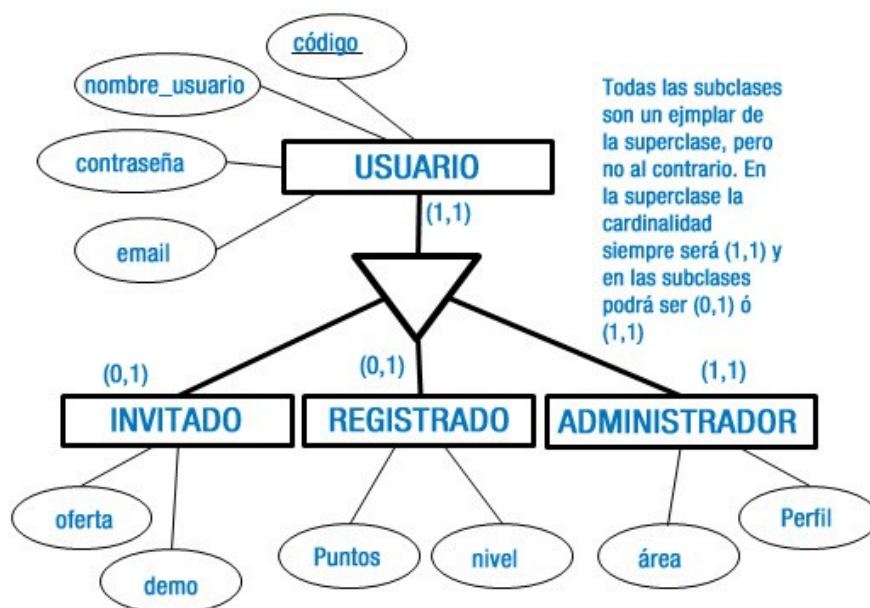 código
nombre_usuario
contraseña
email
USUARIO
(1,1)
Todas las subclases
son un ejmplar de
la superclase, pero
no al contrario. En
la superclase la
cardinalidad
siempre será (1,1) y
en las subclases
podrá ser (0,1) ó
(1,1)
(0,1)
(0,1)
(1,1)
INVITADO
REGISTRADO
ADMINISTRADOR
oferta
demo
Puntos
nivel
área
Perfil